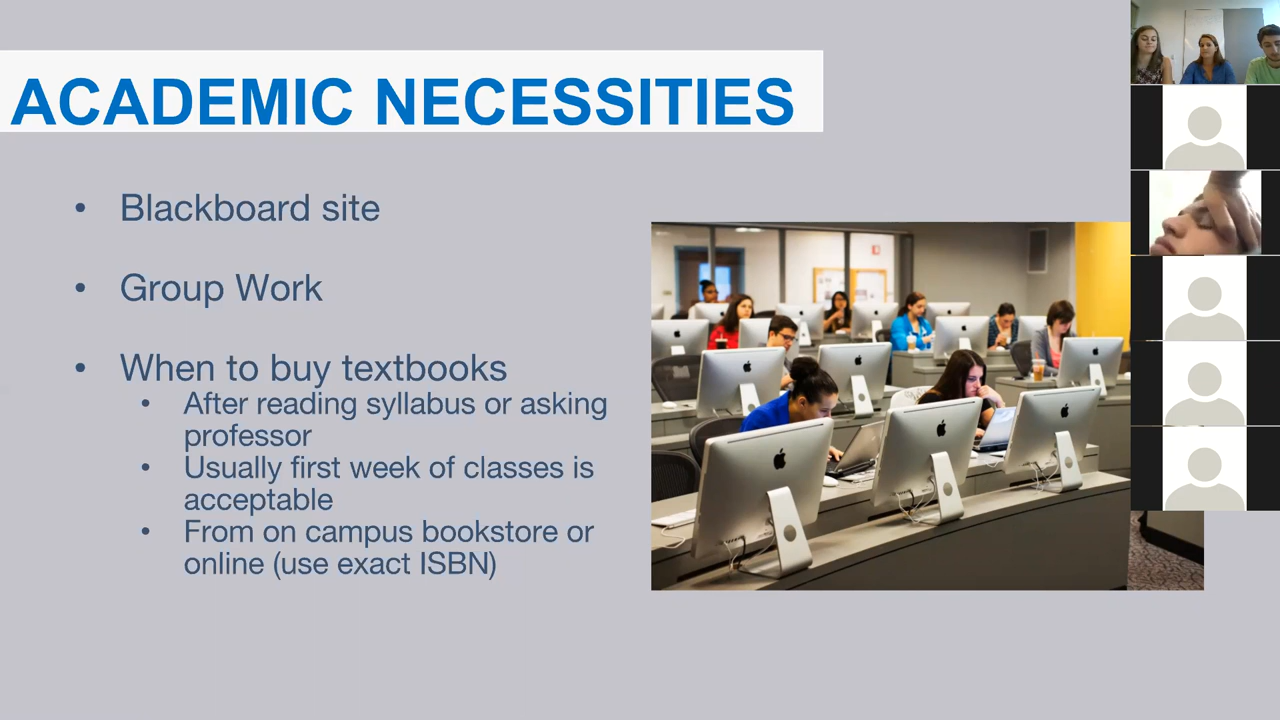 ACADEMIC NECESSITIES
• Blackboard site
• Group Work
• When to buy textbooks
• After reading syllabus or asking
professor
• Usually first week of classes is
acceptable
• From on campus bookstore or
online (use exact ISBN)